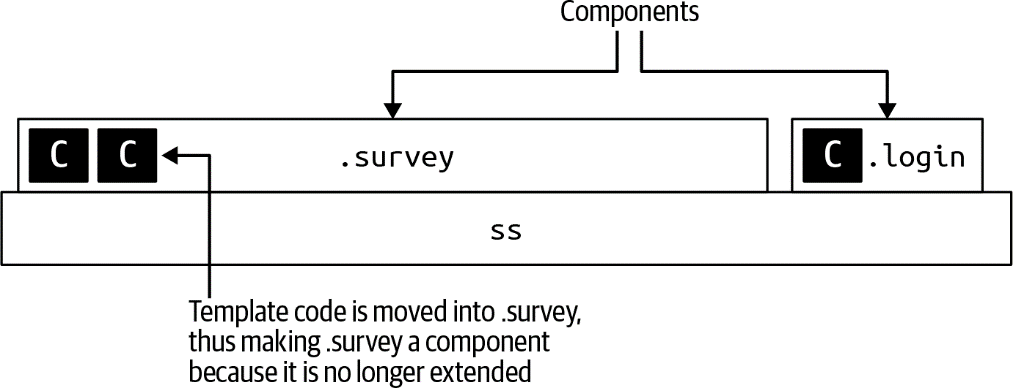 Components
C C .survey
C .login
ss
Template code is moved into .survey,
thus making .survey a component
because it is no longer extended